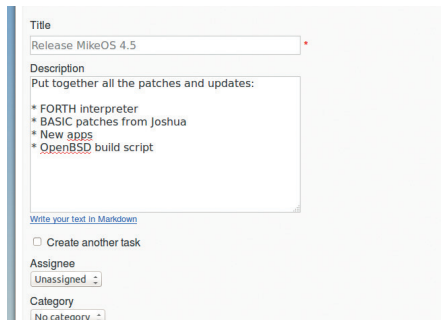 Title
Release MikeOS 4.5
*
Description
Put together all the patches and updates:
* FORTH interpreter
* BASIC patches from Joshua
* New apps
* OpenBSD build script
Write your text in Markdown
Create another task
Assignee
Unassigned
Category
No category